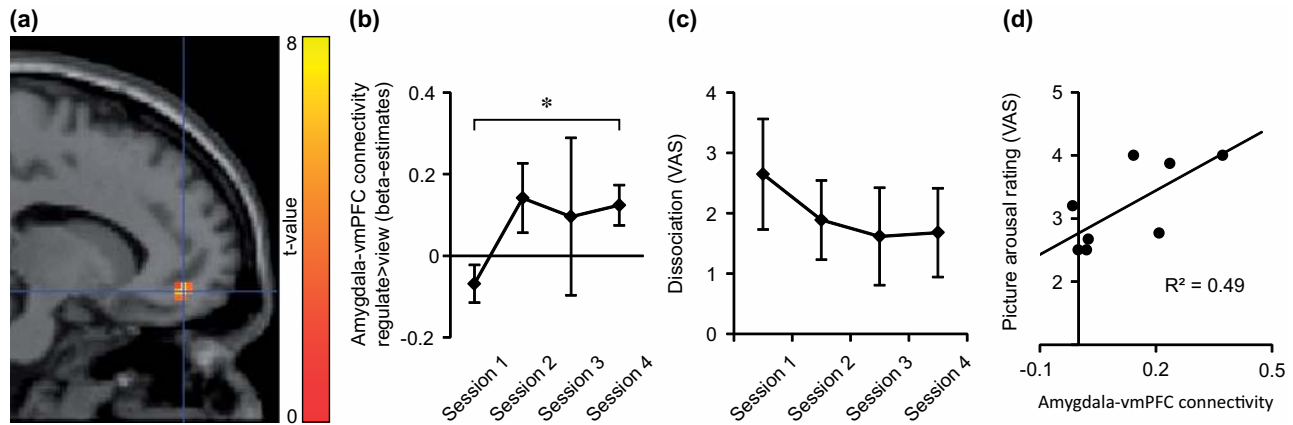 (a)
8
t-value
0
(b)
Amygdala-vmPFC connectivity
regulate>view (beta-estimates)
0.4
0.2
0
-0.2
*
Session 1
Session 2
Session 3
Session 4
(c)
Dissociation (VAS)
4
3
2
1
0
Session 1
Session 2
Session 3
Session 4
(d)
Picture arousal rating (VAS)
5
4
3
2
R² = 0.49
-0.1
0.2
0.5
Amygdala-vmPFC connectivity